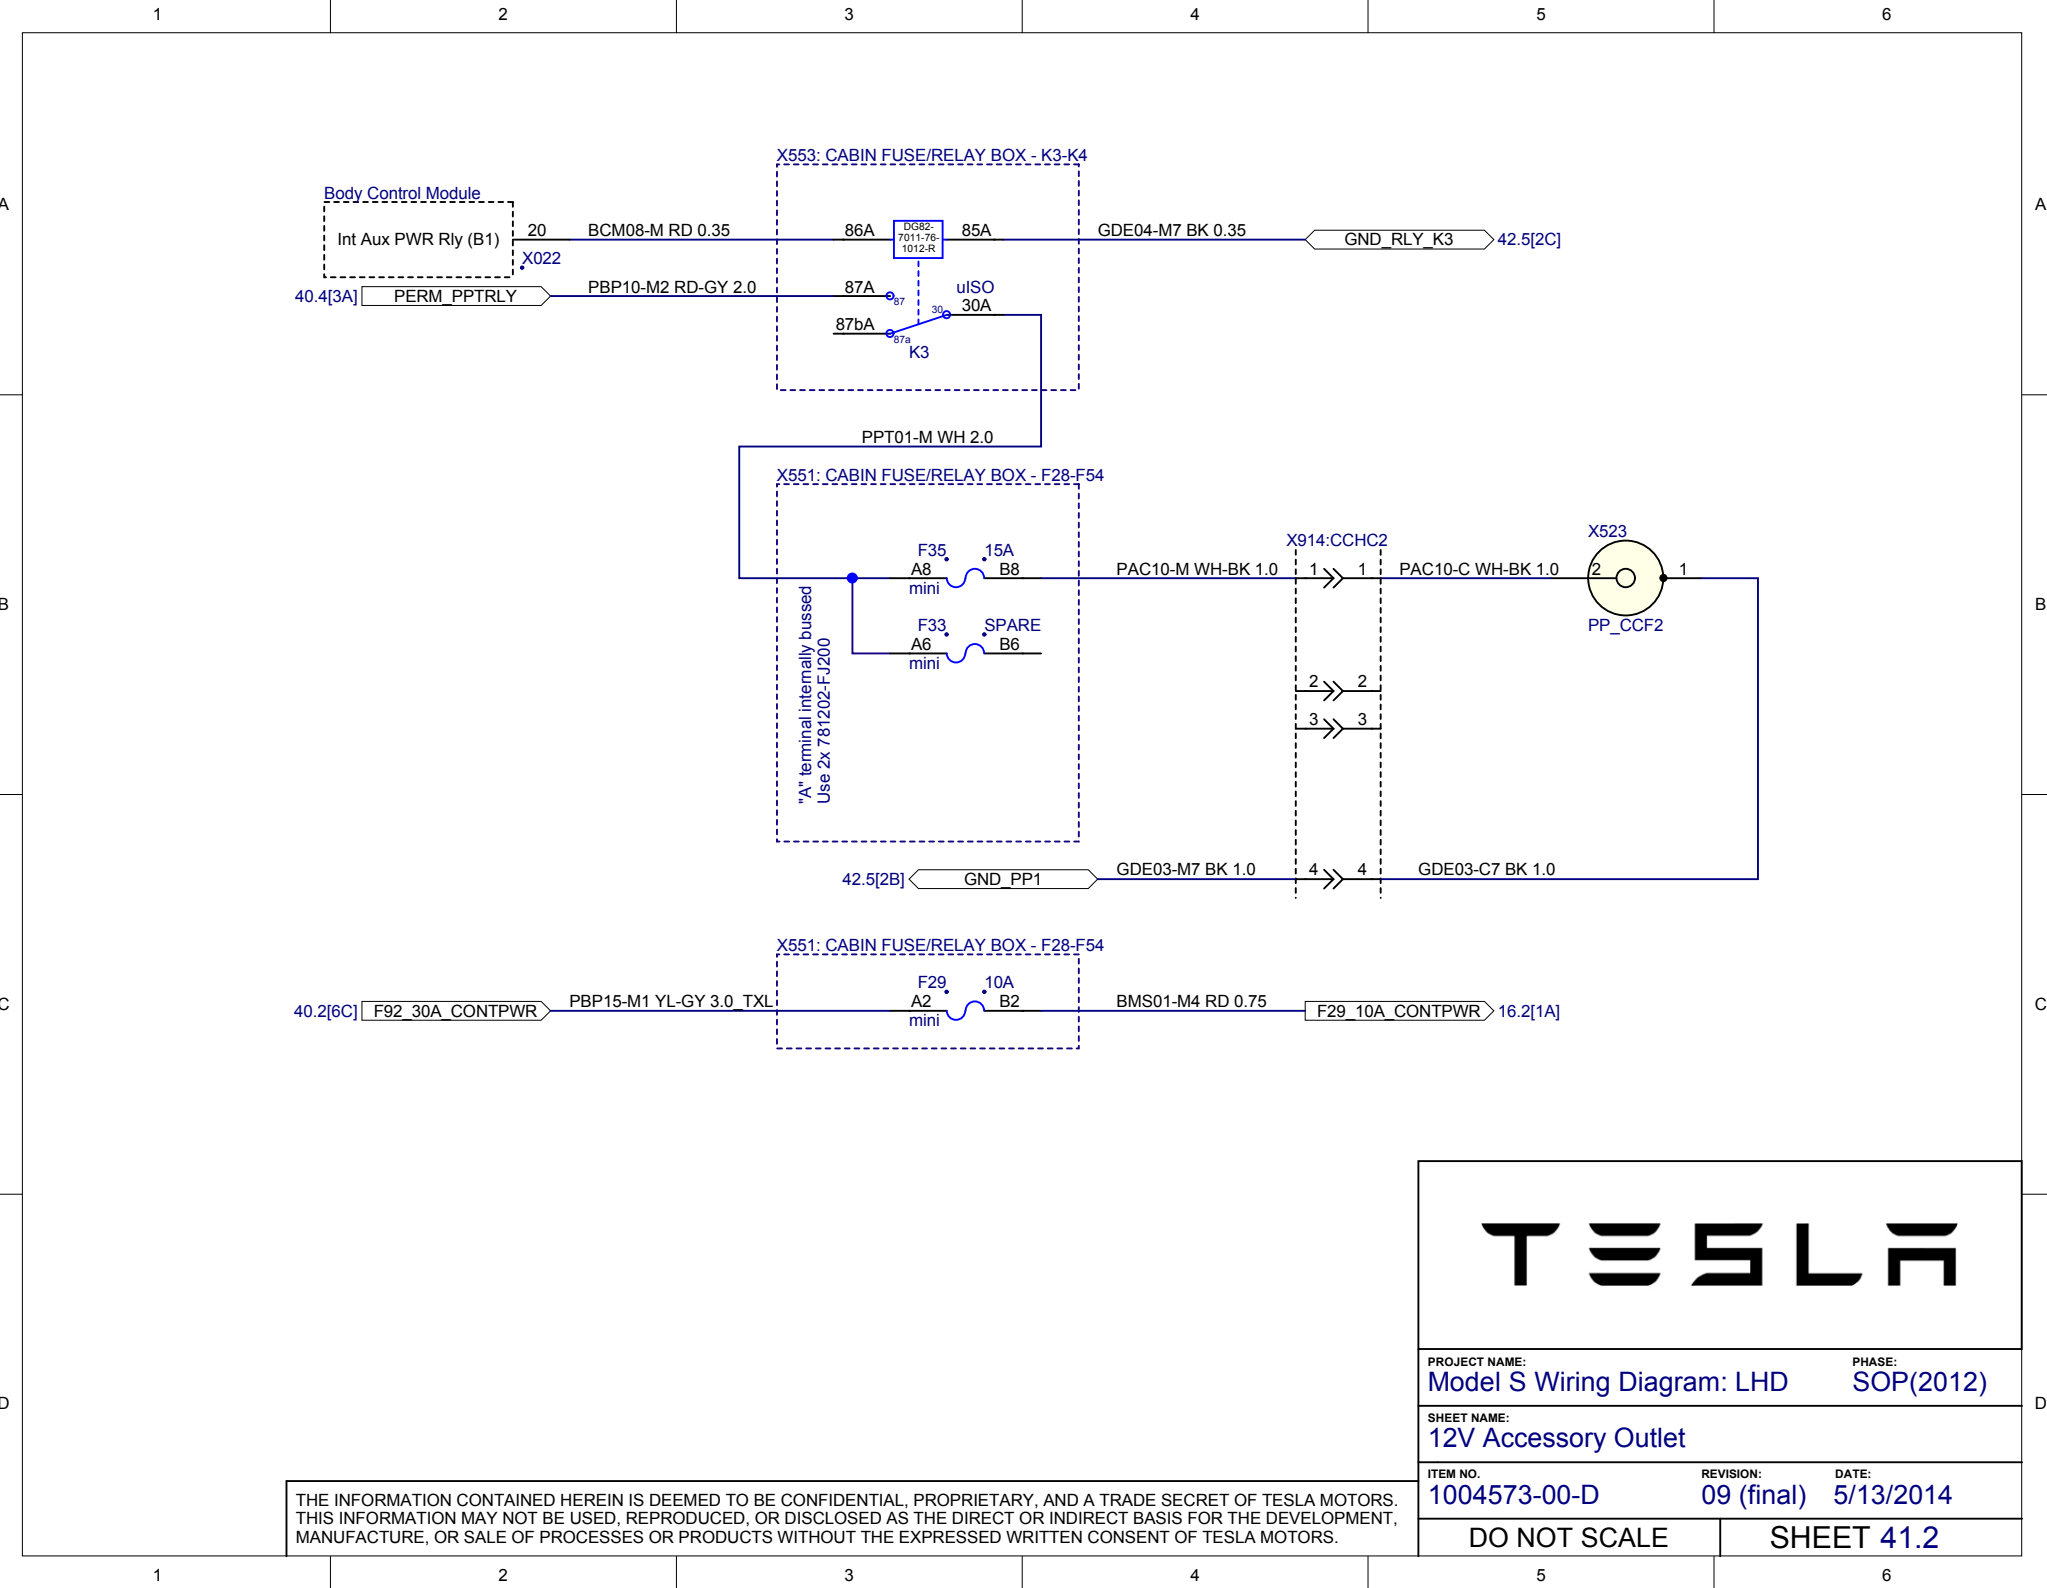 1 2 3 4 5 6
X553: CABIN FUSE/RELAY BOX - K3-K4
Body Control Module
A A
Int Aux PWR Rly (B1) 20 BCM08-M RD 0.35 86A DG82-
7011-76-
1012-R
85A GDE04-M7 BK 0.35 GND_RLY_K3 42.5[2C]
X022
40.4[3A] PERM_PPTRLY PBP10-M2 RD-GY 2.0 87A 87 uISO
30 30A
87bA 87a
K3
PPT01-M WH 2.0
X551: CABIN FUSE/RELAY BOX - F28-F54
X523
X914:CCHC2
F35 15A
A8 B8 PAC10-M WH-BK 1.0 1 1 PAC10-C WH-BK 1.0 2 1
mini
B B
F33 SPARE PP_CCF2
A6 B6
mini
"A" terminal internally bussed
Use 2x 781202-FJ200
2 2
3 3
42.5[2B] GND_PP1 GDE03-M7 BK 1.0 4 4 GDE03-C7 BK 1.0
X551: CABIN FUSE/RELAY BOX - F28-F54
F29 10A
C C
40.2[6C] F92_30A_CONTPWR PBP15-M1 YL-GY 3.0_TXL A2 B2 BMS01-M4 RD 0.75 F29_10A_CONTPWR 16.2[1A]
mini
TESLA
PROJECT NAME: PHASE:
Model S Wiring Diagram: LHD SOP(2012)
D D
SHEET NAME:
12V Accessory Outlet
ITEM NO. REVISION: DATE:
1004573-00-D 09 (final) 5/13/2014
DO NOT SCALE SHEET 41.2
THE INFORMATION CONTAINED HEREIN IS DEEMED TO BE CONFIDENTIAL, PROPRIETARY, AND A TRADE SECRET OF TESLA MOTORS.
THIS INFORMATION MAY NOT BE USED, REPRODUCED, OR DISCLOSED AS THE DIRECT OR INDIRECT BASIS FOR THE DEVELOPMENT,
MANUFACTURE, OR SALE OF PROCESSES OR PRODUCTS WITHOUT THE EXPRESSED WRITTEN CONSENT OF TESLA MOTORS.
1 2 3 4 5 6